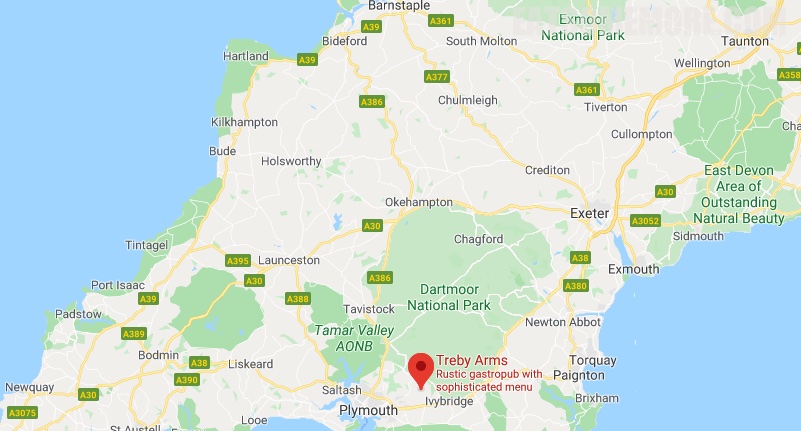 Barnstaple
A39
A361
Exmoor
National Park
Bideford
South Molton
Taunton
Hartland
A39
Wellington
A377
A358
A361
A386
Chulmleigh
Tiverton
Kilkhampton
Cullompton
Bude
Holsworthy
Crediton
East Devon
Area of
Outstanding
Natural Beauty
A30
Okehampton
Exeter
A3052
A30
Chagford
Sidmouth
Tintagel
A395
Launceston
A38
Exmouth
A386
A30
Port Isaac
A380
Dartmoor
National Park
A39
A388
Tavistock
Padstow
Newton Abbot
Tamar Valley
AONB
A389
Bodmin
Treby Arms
Rustic gastropub with
sophisticated menu
Torquay
Paignton
A38
Liskeard
A390
Newquay
Saltash
A30
Ivybridge
Brixham
Plymouth
A3075
Looe
St Austell